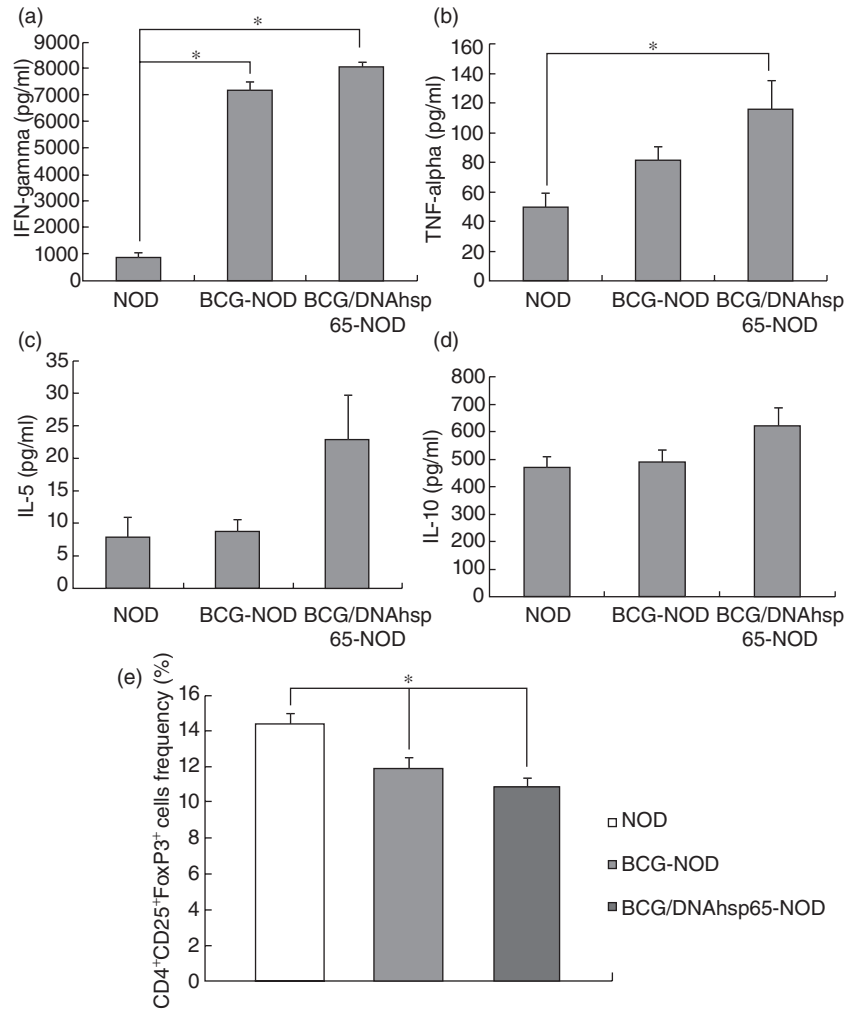 (a)
IFN-gamma (pg/ml)
9000
8000
7000
6000
5000
4000
3000
2000
1000
0
*
*
NOD
BCG-NOD
BCG/DNAhsp
65-NOD
(b)
TNF-alpha (pg/ml)
160
140
120
100
80
60
40
20
0
*
NOD
BCG-NOD
BCG/DNAhsp
65-NOD
(c)
IL-5 (pg/ml)
35
30
25
20
15
10
5
0
NOD
BCG-NOD
BCG/DNAhsp
65-NOD
(d)
IL-10 (pg/ml)
800
700
600
500
400
300
200
100
0
NOD
BCG-NOD
BCG/DNAhsp
65-NOD
(e)
CD4⁺CD25⁺FoxP3⁺ cells frequency (%)
16
14
12
10
8
6
4
2
0
*
NOD
BCG-NOD
BCG/DNAhsp65-NOD